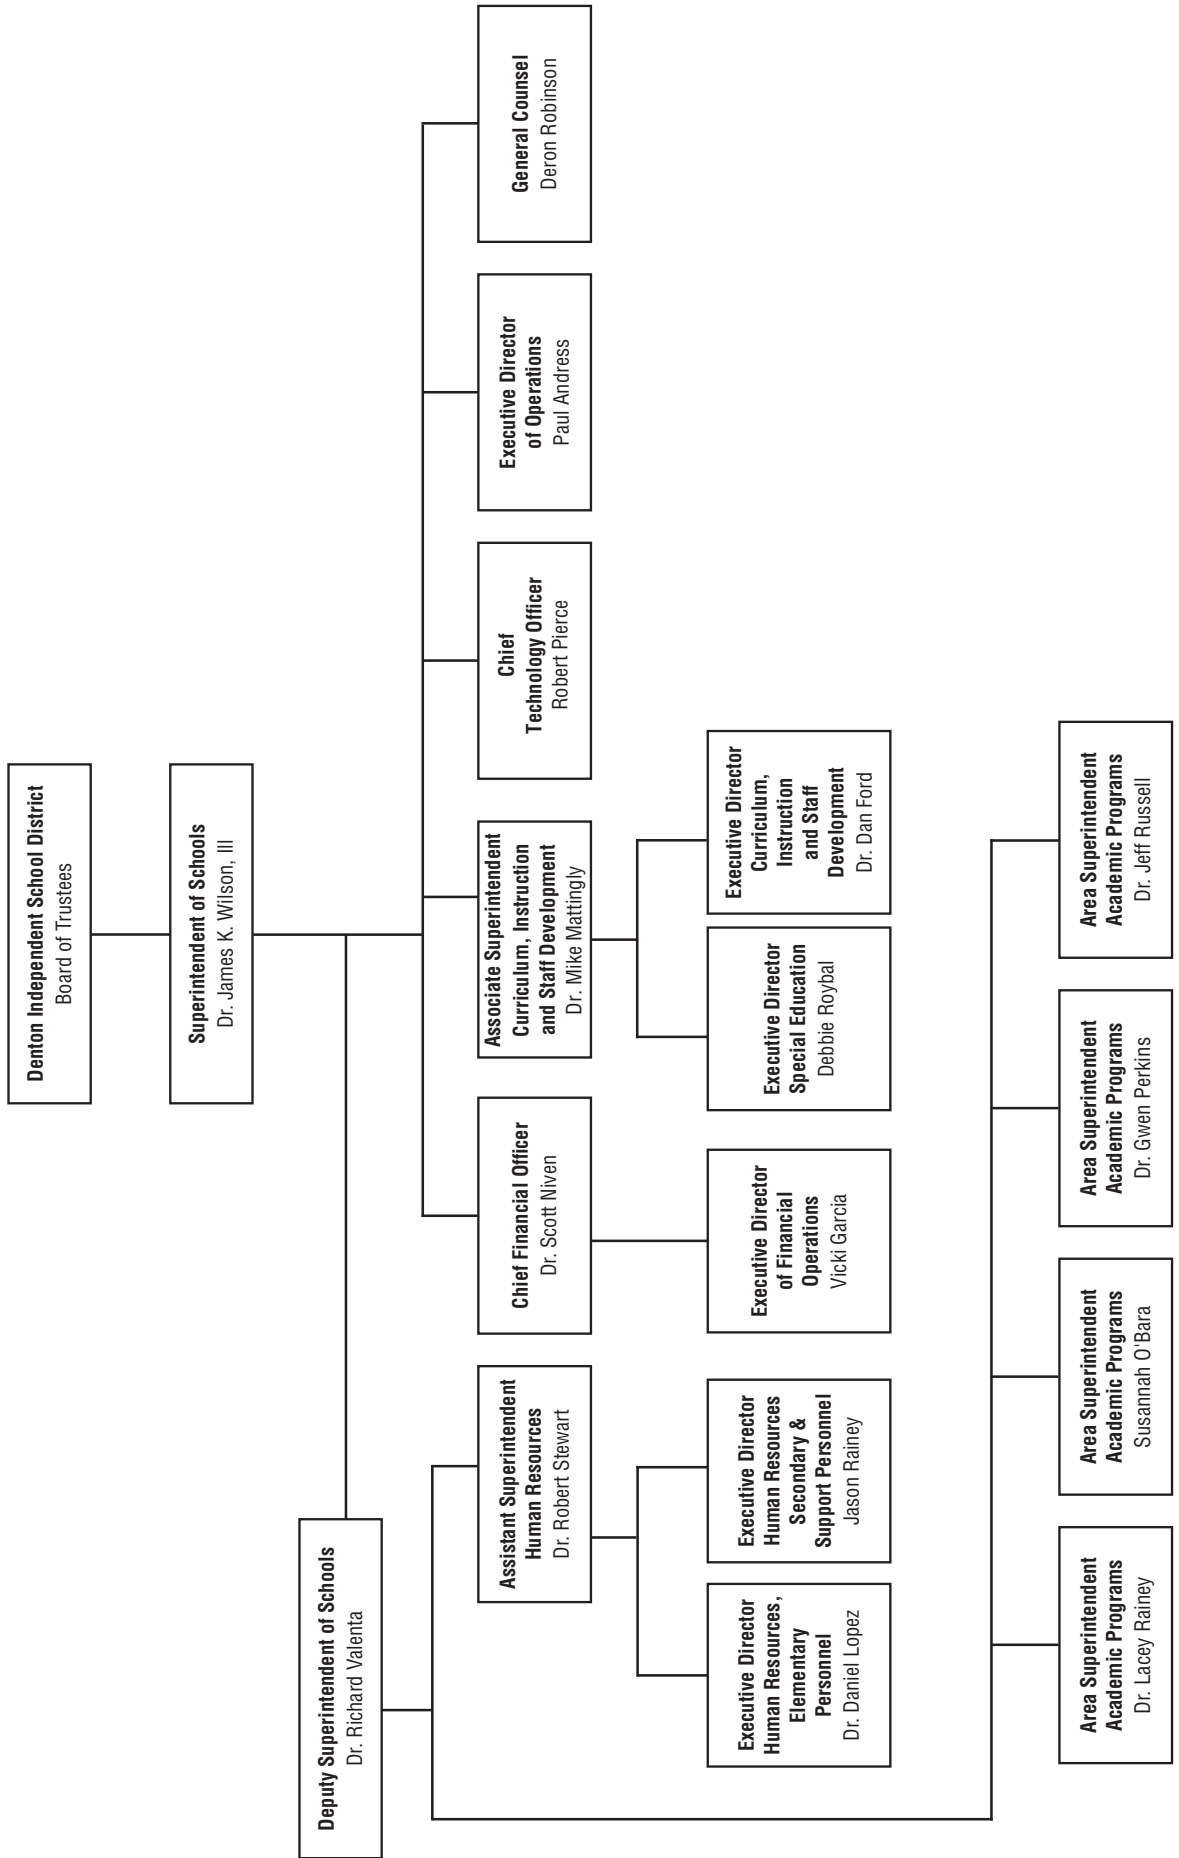 Denton Independent School District
Board of Trustees
Superintendent of Schools
Dr. James K. Wilson, III
Deputy Superintendent of Schools
Dr. Richard Valenta
Assistant Superintendent
Human Resources
Dr. Robert Stewart
Chief Financial Officer
Dr. Scott Niven
Associate Superintendent
Curriculum, Instruction
and Staff Development
Dr. Mike Mattingly
Chief
Technology Officer
Robert Pierce
Executive Director
of Operations
Paul Andress
General Counsel
Deron Robinson
Executive Director
Human Resources,
Elementary
Personnel
Dr. Daniel Lopez
Executive Director
Human Resources
Secondary &
Support Personnel
Jason Rainey
Executive Director
of Financial
Operations
Vicki Garcia
Executive Director
Special Education
Debbie Roybal
Executive Director
Curriculum,
Instruction
and Staff
Development
Dr. Dan Ford
Area Superintendent
Academic Programs
Dr. Lacey Rainey
Area Superintendent
Academic Programs
Susannah O'Bara
Area Superintendent
Academic Programs
Dr. Gwen Perkins
Area Superintendent
Academic Programs
Dr. Jeff Russell